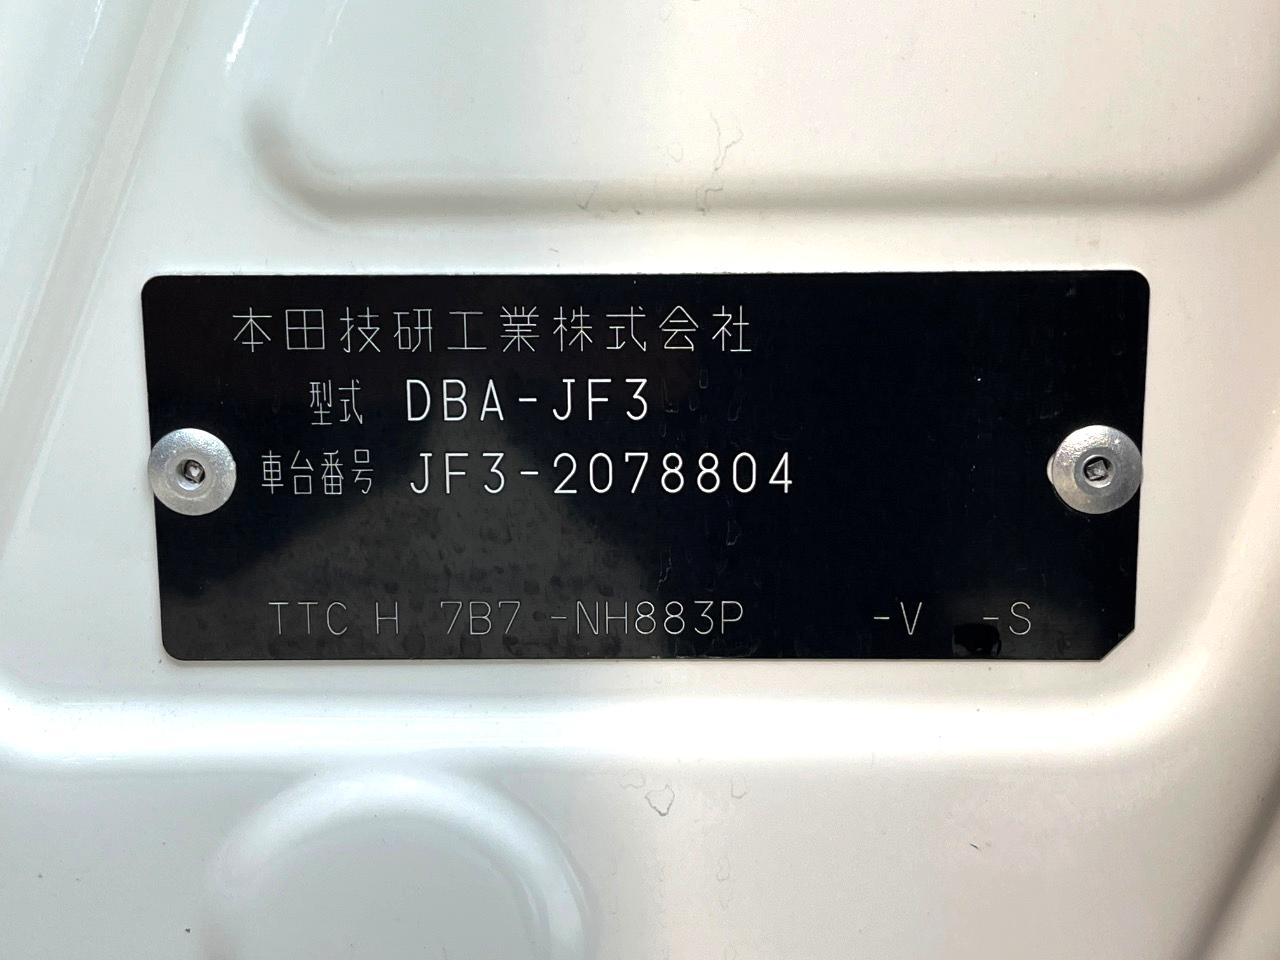 本田技研工業株式会社
型式 DBA-JF3
車台番号 JF3-2078804
TTC H 7B7 -NH883P -V -S